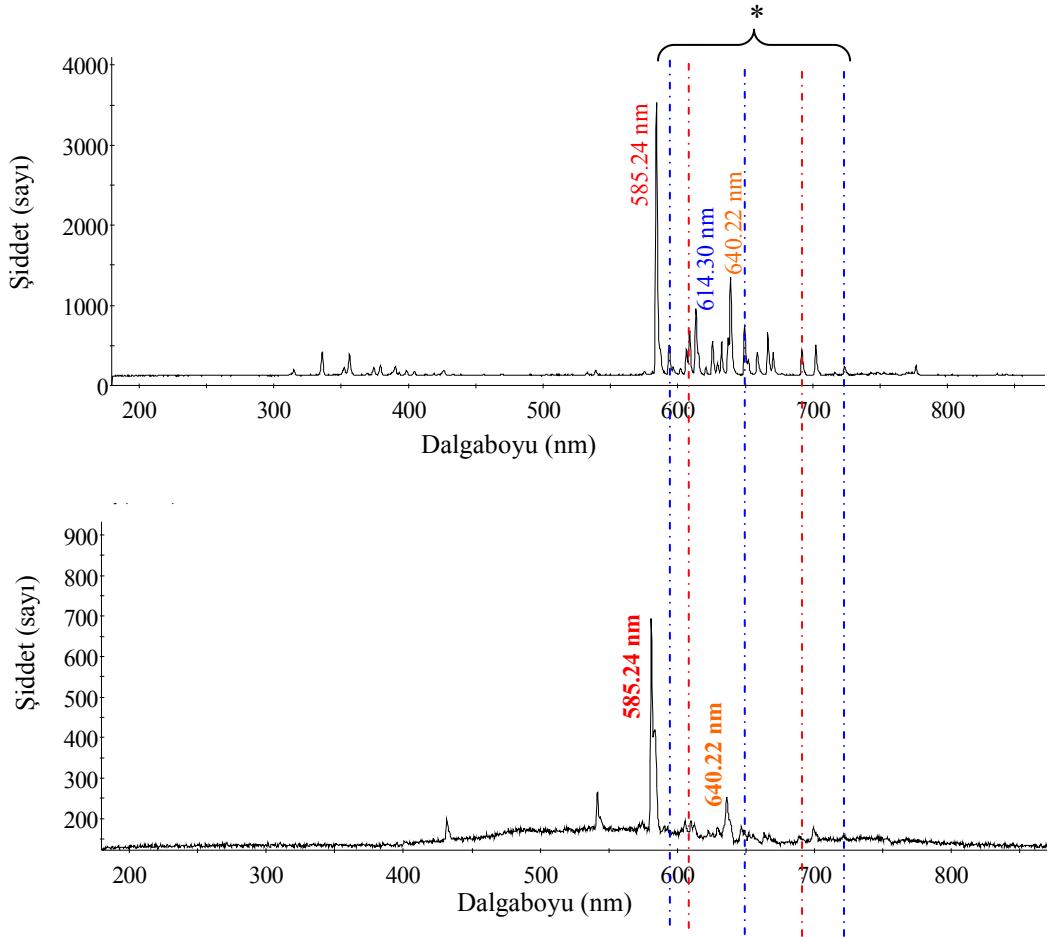 *
4000
3000
2000
1000
0
Şiddet (sayı)
585.24 nm
614.30 nm
640.22 nm
200 300 400 500 600 700 800
Dalgaboyu (nm)
900
800
700
600
500
400
300
200
Şiddet (sayı)
585.24 nm
640.22 nm
200 300 400 500 600 700 800
Dalgaboyu (nm)